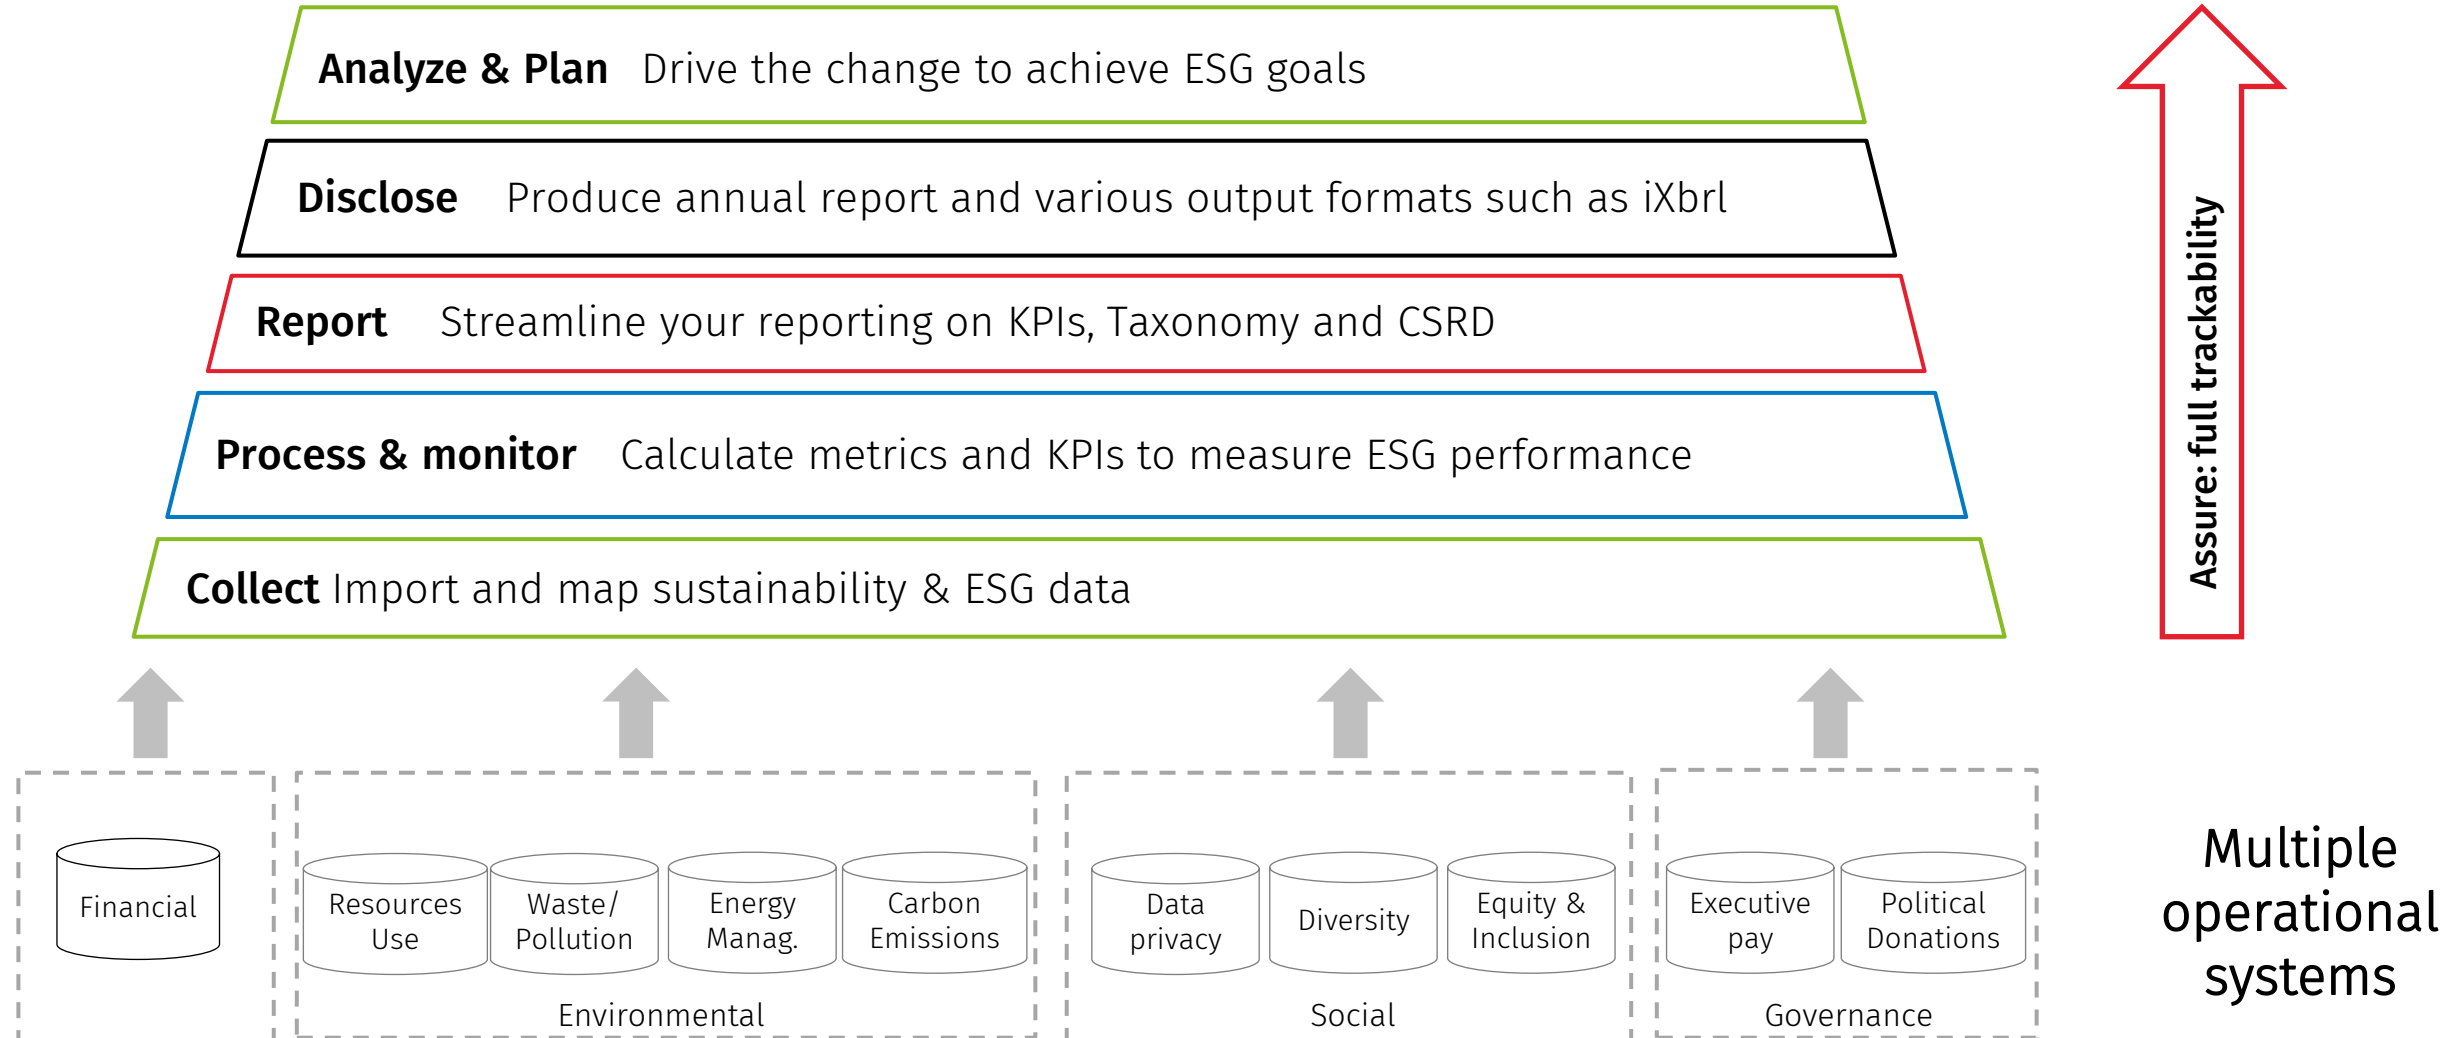 Analyze & Plan Drive the change to achieve ESG goals
Disclose Produce annual report and various output formats such as iXbrl
Report Streamline your reporting on KPIs, Taxonomy and CSRD
Process & monitor Calculate metrics and KPIs to measure ESG performance
Collect Import and map sustainability & ESG data
Assure: full trackability
Financial
Resources
Use
Waste/
Pollution
Energy
Manag.
Carbon
Emissions
Environmental
Data
privacy
Diversity
Equity &
Inclusion
Social
Executive
pay
Political
Donations
Governance
Multiple
operational
systems